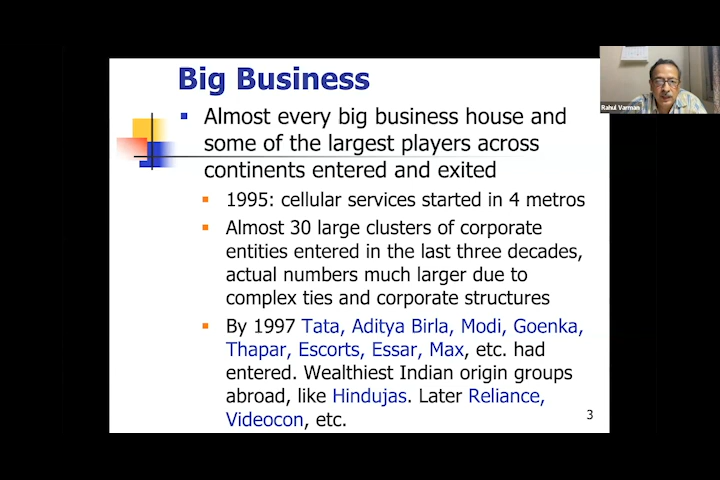 Big Business
Almost every big business house and
some of the largest players across
continents entered and exited
1995: cellular services started in 4 metros
Almost 30 large clusters of corporate
entities entered in the last three decades,
actual numbers much larger due to
complex ties and corporate structures
By 1997 Tata, Aditya Birla, Modi, Goenka,
Thapar, Escorts, Essar, Max, etc. had
entered. Wealthiest Indian origin groups
abroad, like Hindujas. Later Reliance,
Videocon, etc.
3
Rahul Varman